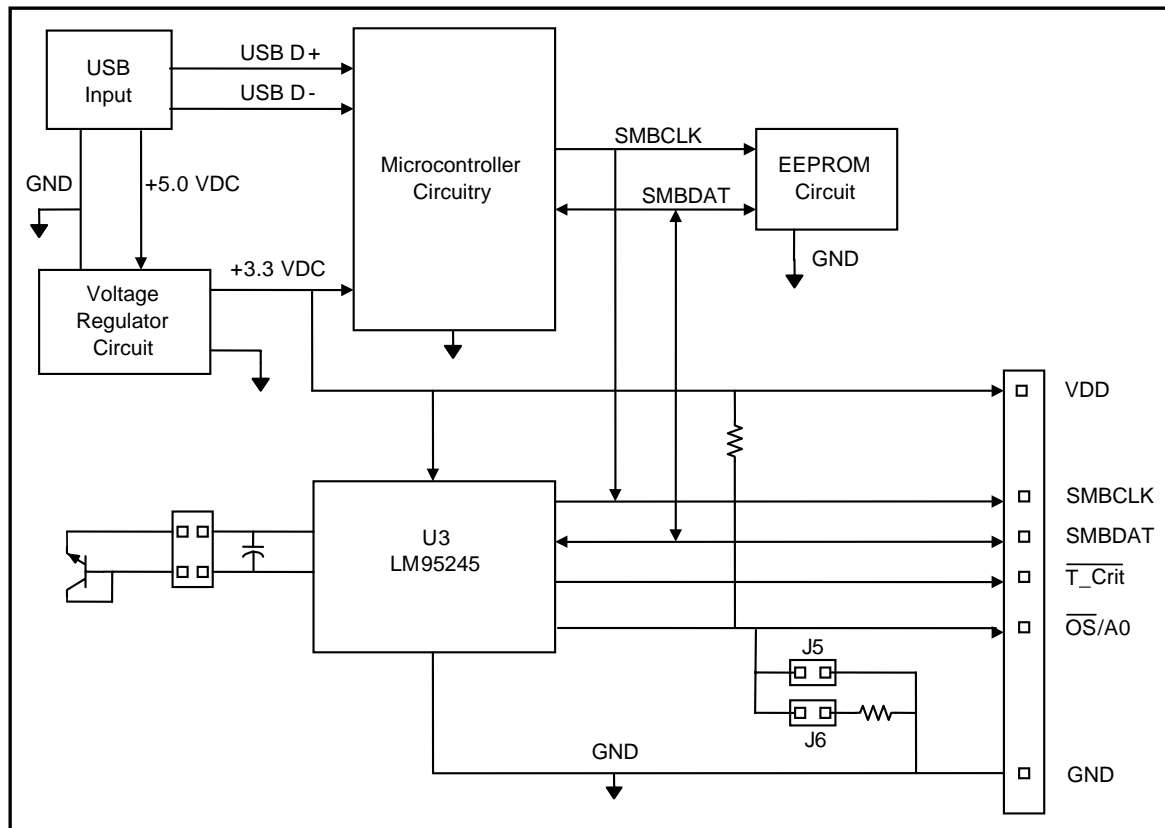 USB
Input
USB D+
USB D-
GND
+5.0 VDC
Microcontroller
Circuitry
SMBCLK
SMBDAT
EEPROM
Circuit
GND
Voltage
Regulator
Circuit
+3.3 VDC
VDD
U3
LM95245
SMBCLK
SMBDAT
T_Crit
OS/A0
J5
J6
GND
GND